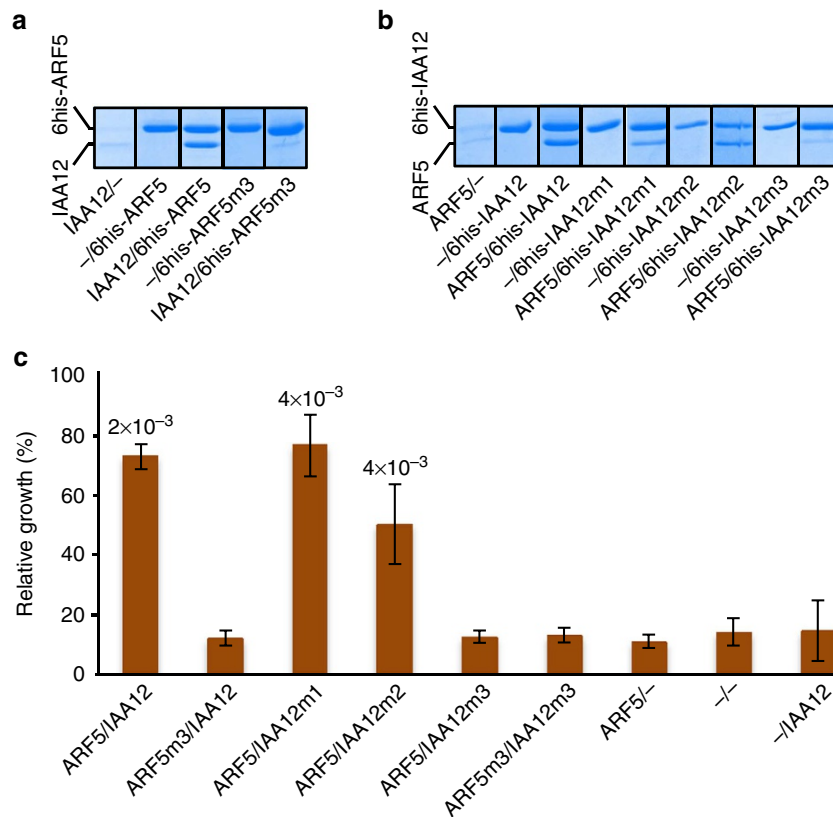 a
6his-ARF5
IAA12
IAA12/–
–/6his-ARF5
IAA12/6his-ARF5
–/6his-ARF5m3
IAA12/6his-ARF5m3
b
6his-IAA12
ARF5
ARF5/–
–/6his-IAA12
ARF5/6his-IAA12
–/6his-IAA12m1
ARF5/6his-IAA12m1
–/6his-IAA12m2
ARF5/6his-IAA12m2
–/6his-IAA12m3
ARF5/6his-IAA12m3
c
Relative growth (%)
100
80
60
40
20
0
2×10⁻³
4×10⁻³
4×10⁻³
ARF5/IAA12
ARF5m3/IAA12
ARF5/IAA12m1
ARF5/IAA12m2
ARF5/IAA12m3
ARF5m3/IAA12m3
ARF5/–
–/–
–/IAA12